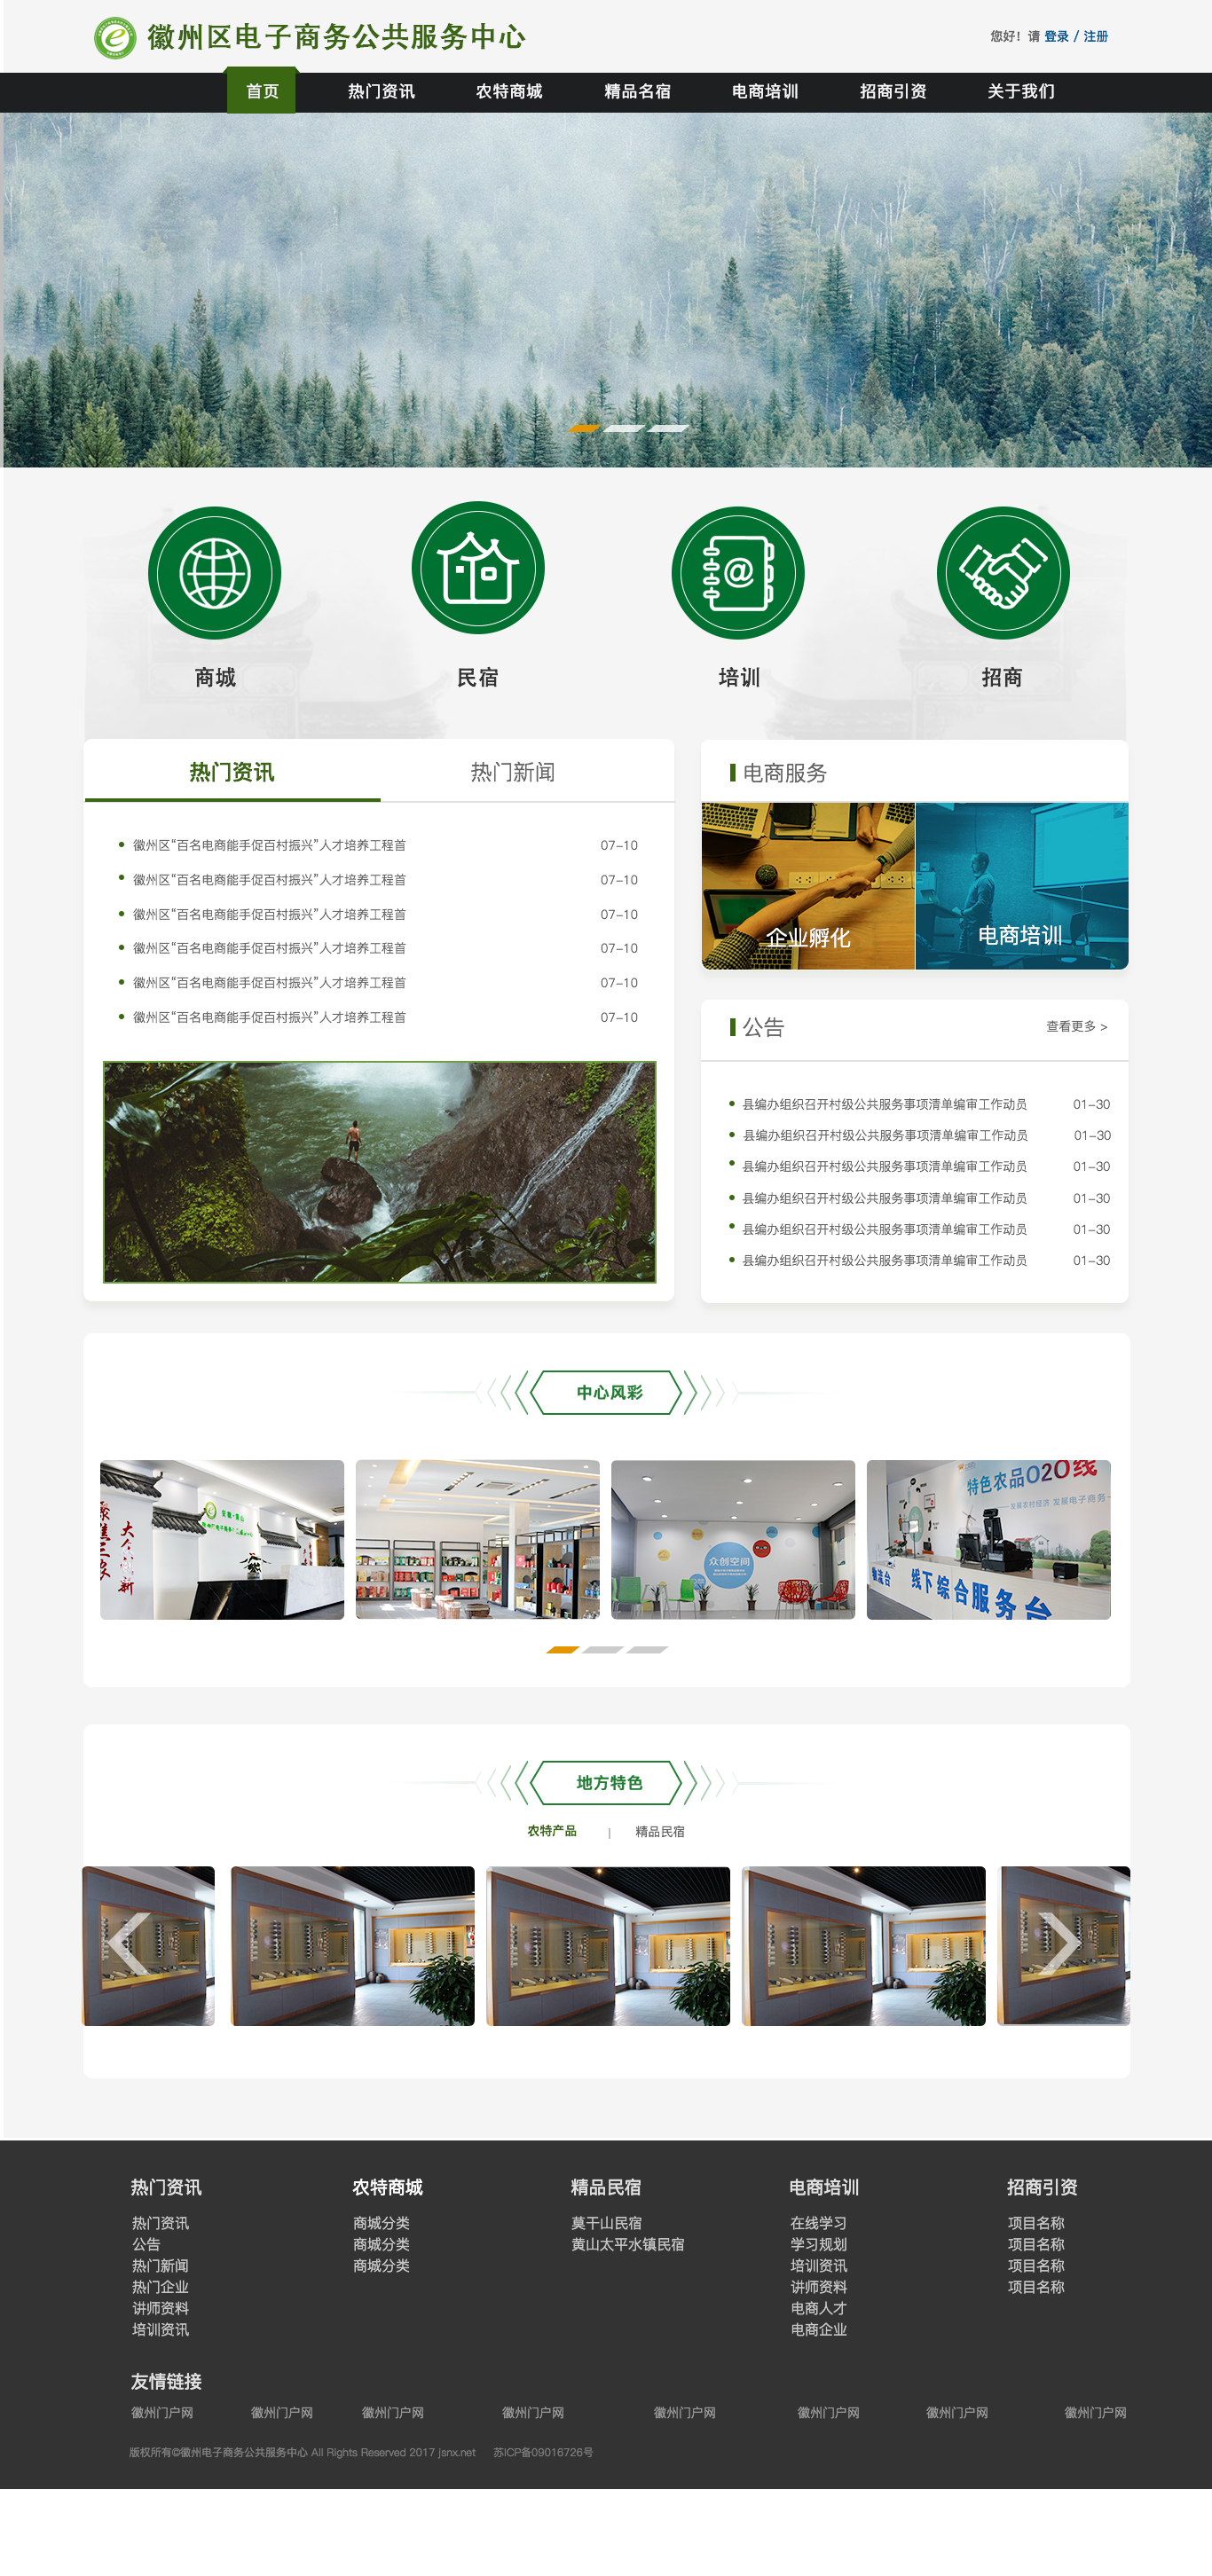 徽州区电子商务公共服务中心
您好！请 登录 / 注册
首页 热门资讯 农特商城 精品名宿 电商培训 招商引资 关于我们
商城 民宿 培训 招商
热门资讯 热门新闻
徽州区“百名电商能手促百村振兴”人才培养工程首 07-10
徽州区“百名电商能手促百村振兴”人才培养工程首 07-10
徽州区“百名电商能手促百村振兴”人才培养工程首 07-10
徽州区“百名电商能手促百村振兴”人才培养工程首 07-10
徽州区“百名电商能手促百村振兴”人才培养工程首 07-10
徽州区“百名电商能手促百村振兴”人才培养工程首 07-10
电商服务
企业孵化 电商培训
公告 查看更多 >
县编办组织召开村级公共服务事项清单编审工作动员 01-30
县编办组织召开村级公共服务事项清单编审工作动员 01-30
县编办组织召开村级公共服务事项清单编审工作动员 01-30
县编办组织召开村级公共服务事项清单编审工作动员 01-30
县编办组织召开村级公共服务事项清单编审工作动员 01-30
县编办组织召开村级公共服务事项清单编审工作动员 01-30
中心风彩
众创空间
特色农品O2O线
发展农村经济 发展电子商务
物流台
线下综合服务台
地方特色
农特产品 | 精品民宿
热门资讯 农特商城 精品民宿 电商培训 招商引资
热门资讯 商城分类 莫干山民宿 在线学习 项目名称
公告 商城分类 黄山太平水镇民宿 学习规划 项目名称
热门新闻 商城分类 培训资讯 项目名称
热门企业 讲师资料 项目名称
讲师资料 电商人才
培训资讯 电商企业
友情链接
徽州门户网 徽州门户网 徽州门户网 徽州门户网 徽州门户网 徽州门户网 徽州门户网 徽州门户网
版权所有©徽州电子商务公共服务中心 All Rights Reserved 2017 jsnx.net 苏ICP备09016726号